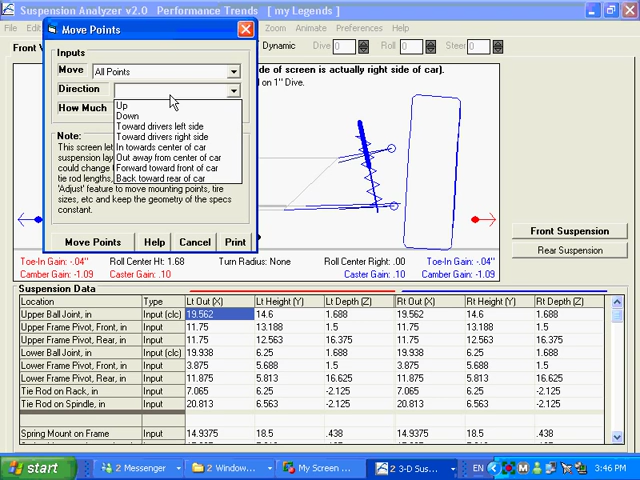 Suspension Analyzer v2.0 Performance Trends [ my Legends ]
File
Zoom Animate Preferences Help
Move Points
Front V
Dynamic Dive 0 Roll 0 Steer 0
Inputs
Move All Points
Direction
How Much
Up
Down
Toward drivers left side
Toward drivers right side
In towards center of car
Out away from center of car
Forward toward front of car
Back toward rear of car
de of screen is actually right side of car).
d on 1" Dive.
Note:
This screen let
suspension layo
could change t
tie rod lengths,
'Adjust' feature to move mounting points, tire
sizes, etc and keep the geometry of the specs
constant.
Move Points Help Cancel Print
Front Suspension
Rear Suspension
Toe-In Gain: -.04" Roll Center Ht: 1.68 Turn Radius: None Roll Center Right: .00 Toe-In Gain: -.04"
Camber Gain: -1.09 Caster Gain: .10 Caster Gain: .10 Camber Gain: -1.09
Suspension Data
Location Type Lt Out (X) Lt Height (Y) Lt Depth (Z) Rt Out (X) Rt Height (Y) Rt Depth (Z)
Upper Ball Joint, in Input (clc) 19.562 14.6 1.688 19.562 14.6 1.688
Upper Frame Pivot, Front, in Input 11.75 13.188 1.5 11.75 13.188 1.5
Upper Frame Pivot, Rear, in Input 11.75 12.563 16.375 11.75 12.563 16.375
Lower Ball Joint, in Input (clc) 19.938 6.25 1.688 19.938 6.25 1.688
Lower Frame Pivot, Front, in Input 3.875 5.688 1.5 3.875 5.688 1.5
Lower Frame Pivot, Rear, in Input 11.875 5.813 16.625 11.875 5.813 16.625
Tie Rod on Rack, in Input 7.065 6.25 -2.125 7.065 6.25 -2.125
Tie Rod on Spindle, in Input 20.813 6.563 -2.125 20.813 6.563 -2.125
Spring Mount on Frame Input 14.9375 18.5 .438 14.9375 18.5 .438
start 2 Messenger 2 Window... My Screen ... 2 3-D Sus... EN 3:46 PM